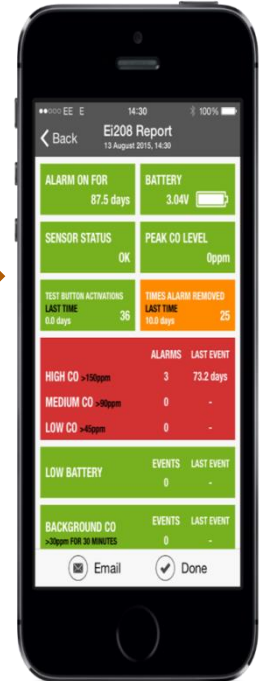 EE E 14:30 100%
Back Ei208 Report
13 August 2015, 14:30
ALARM ON FOR BATTERY
87.5 days 3.04V
SENSOR STATUS PEAK CO LEVEL
OK 0ppm
TEST BUTTON ACTIVATIONS TIMES ALARM REMOVED
LAST TIME LAST TIME
0.0 days 36 10.0 days 25
ALARMS LAST EVENT
HIGH CO >150ppm 3 73.2 days
MEDIUM CO >90ppm 0 -
LOW CO >45ppm 0 -
LOW BATTERY EVENTS LAST EVENT
0 -
BACKGROUND CO EVENTS LAST EVENT
>30ppm FOR 30 MINUTES 0 -
Email Done